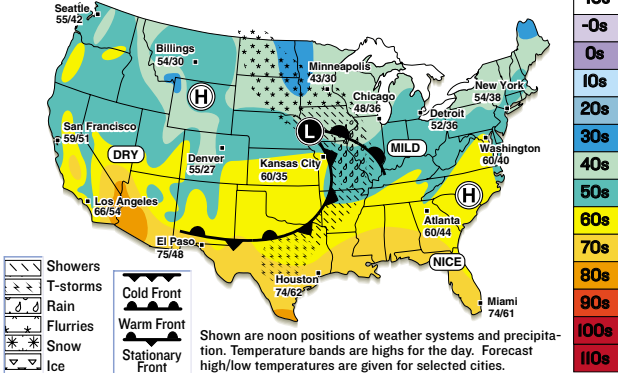 Seattle
55/42
Billings
54/30
Minneapolis
43/30
New York
54/38
Chicago
48/36
H
L
Detroit
52/36
San Francisco
59/51
DRY
MILD
Washington
60/40
Denver
55/27
Kansas City
60/35
H
Los Angeles
66/54
Atlanta
60/44
El Paso
75/48
NICE
Houston
74/62
Miami
74/61
Showers
T-storms
Rain
Flurries
Snow
Ice
Cold Front
Warm Front
Stationary
Front
Shown are noon positions of weather systems and precipita-
tion. Temperature bands are highs for the day. Forecast
high/low temperatures are given for selected cities.
-0s
0s
10s
20s
30s
40s
50s
60s
70s
80s
90s
100s
110s